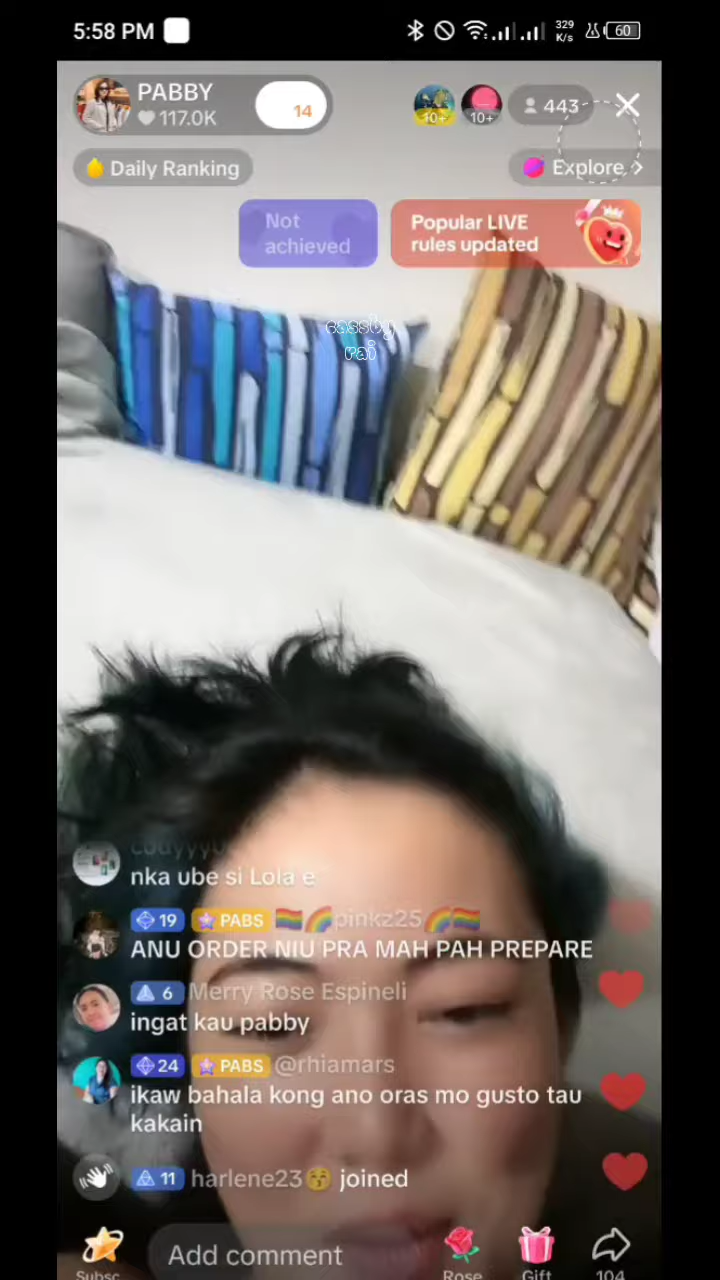 5:58 PM
329
K/s
60
PABBY
117.0K
14
10+
10+
443
Daily Ranking
Explore
Not
achieved
Popular LIVE
rules updated
cassby
rai
nka ube si Lola e
19 PABS pinkz25
ANU ORDER NIU PRA MAH PAH PREPARE
6 Merry Rose Espineli
ingat kau pabby
24 PABS @rhiamars
ikaw bahala kong ano oras mo gusto tau
kakain
11 harlene23 joined
Add comment
Subsc
Rose
Gift
104